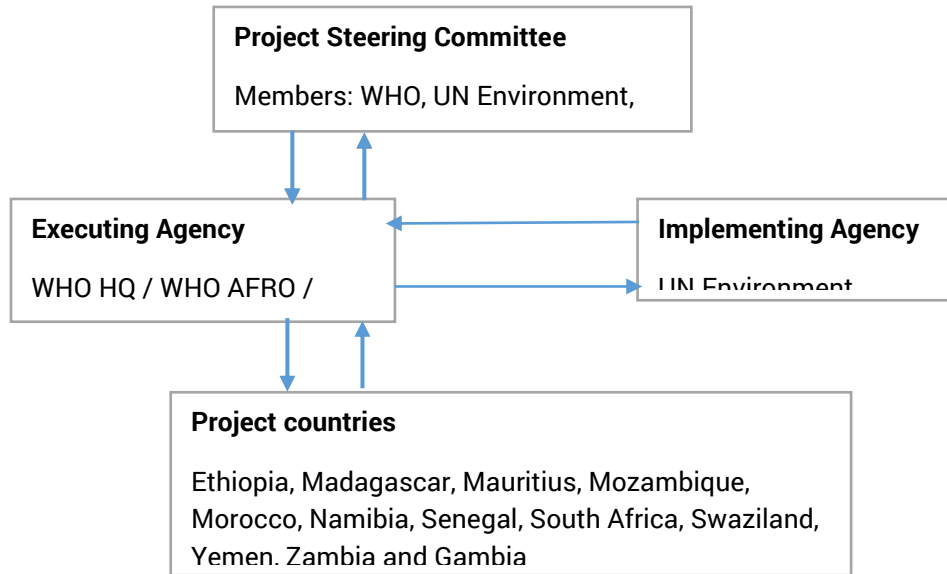 Project Steering Committee
Members: WHO, UN Environment,
Executing Agency
WHO HQ / WHO AFRO /
Implementing Agency
UN Environment
Project countries
Ethiopia, Madagascar, Mauritius, Mozambique,
Morocco, Namibia, Senegal, South Africa, Swaziland,
Yemen, Zambia and Gambia